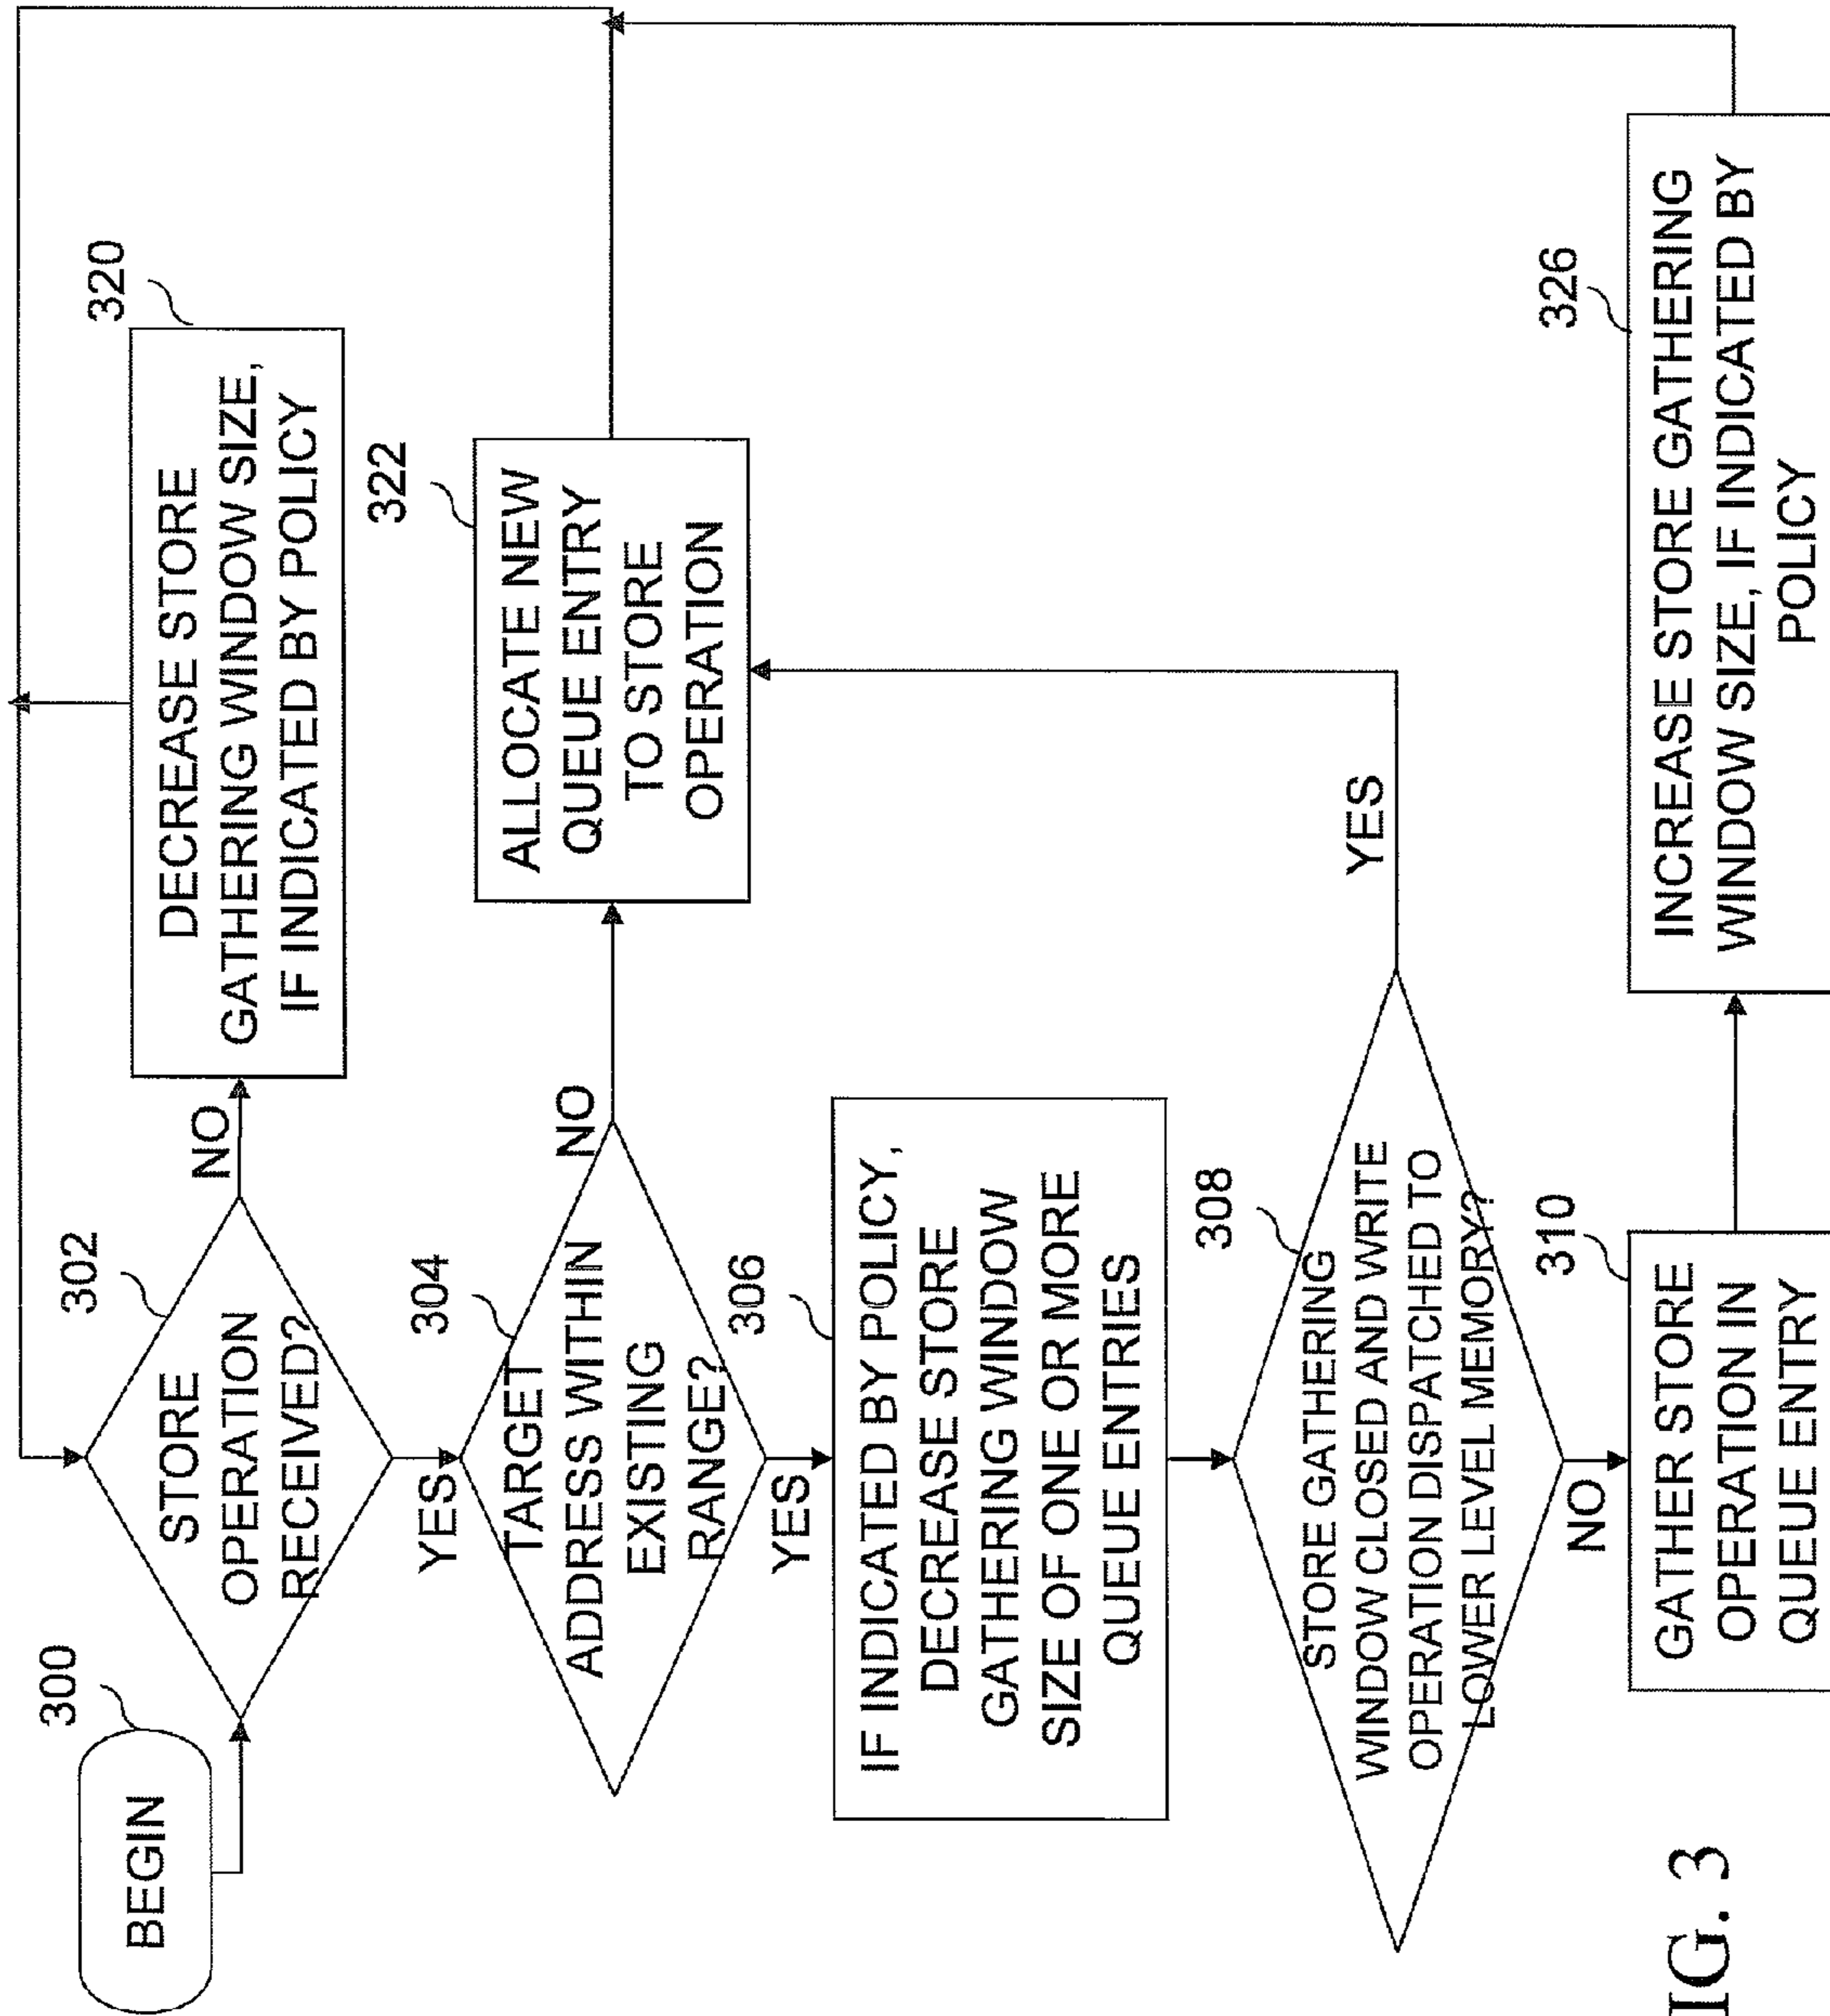 300
BEGIN
302
STORE
OPERATION
RECEIVED?
NO
YES
320
DECREASE STORE
GATHERING WINDOW SIZE,
IF INDICATED BY POLICY
304
TARGET
ADDRESS WITHIN
EXISTING
RANGE?
NO
YES
322
ALLOCATE NEW
QUEUE ENTRY
TO STORE
OPERATION
306
IF INDICATED BY POLICY,
DECREASE STORE
GATHERING WINDOW
SIZE OF ONE OR MORE
QUEUE ENTRIES
308
STORE GATHERING
WINDOW CLOSED AND WRITE
OPERATION DISPATCHED TO
LOWER LEVEL MEMORY?
YES
NO
310
GATHER STORE
OPERATION IN
QUEUE ENTRY
326
INCREASE STORE GATHERING
WINDOW SIZE, IF INDICATED BY
POLICY
IG. 3